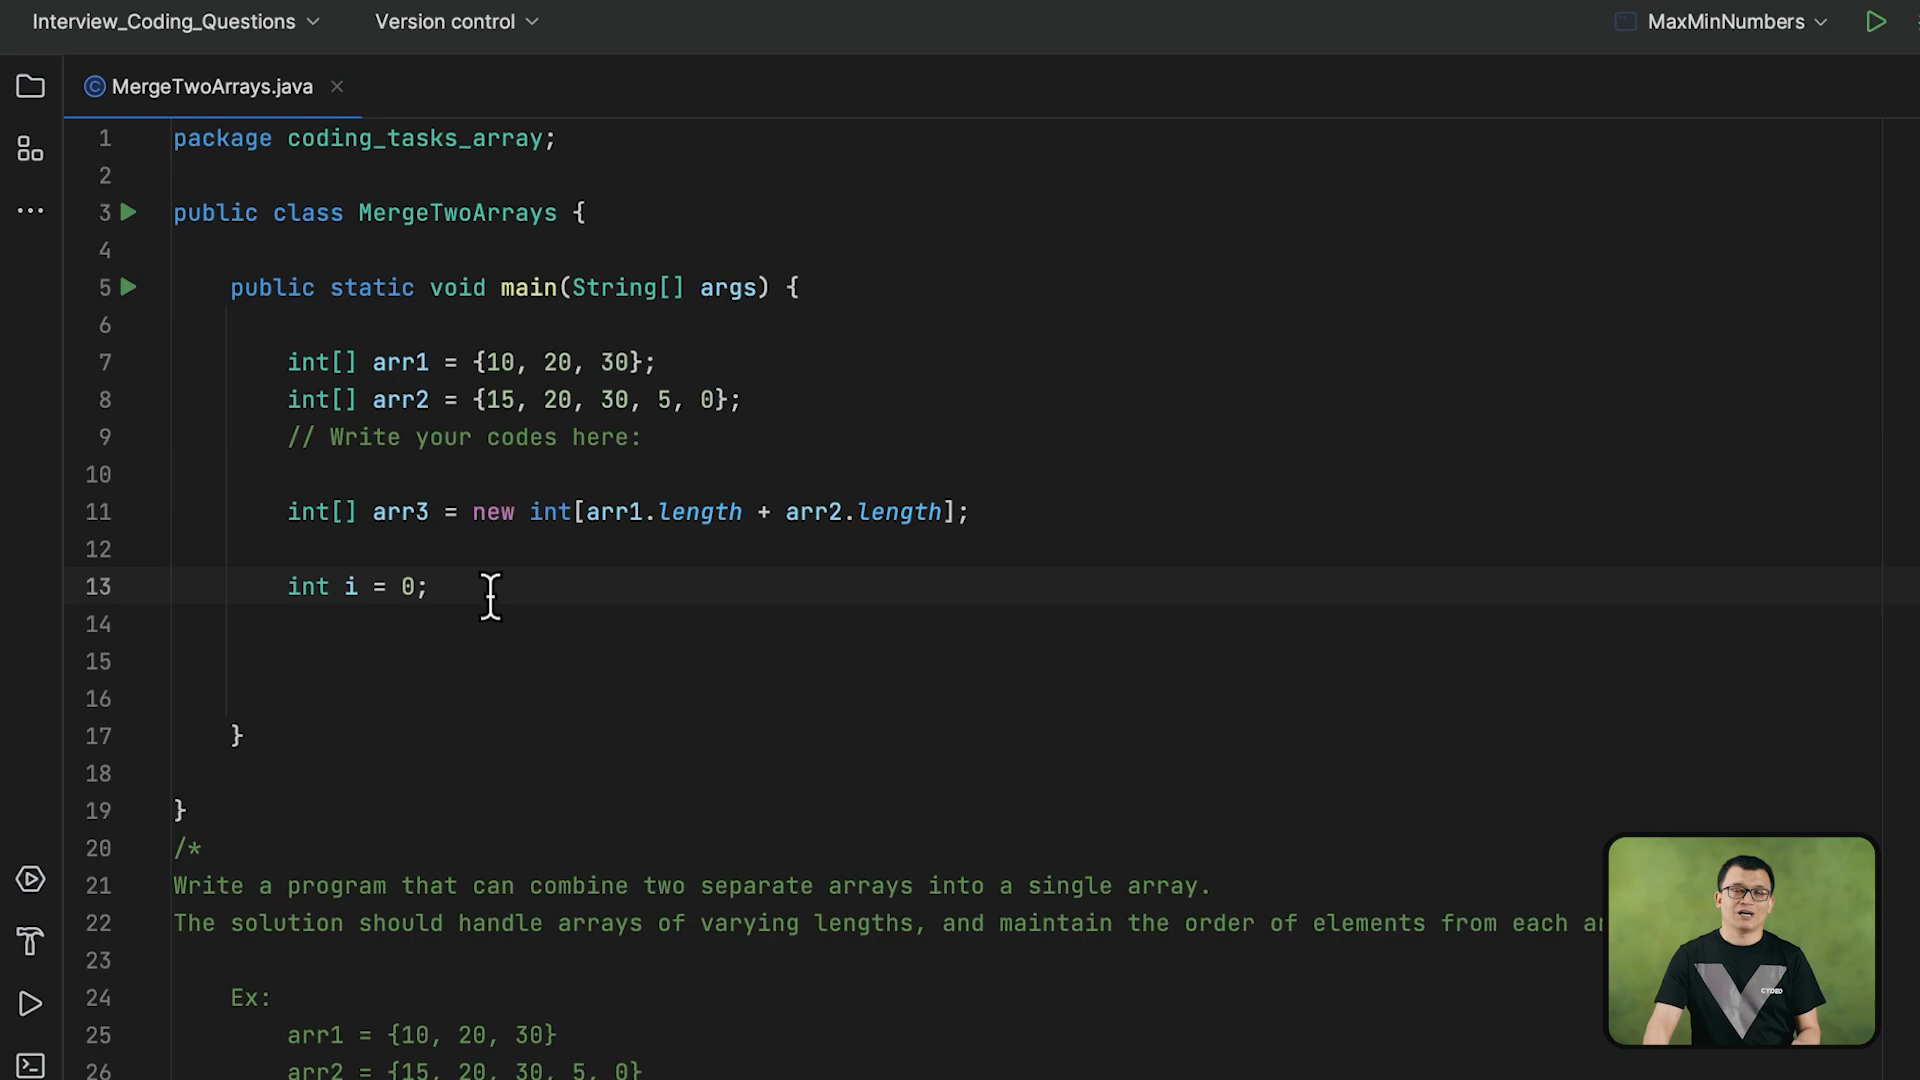 Interview_Coding_Questions Version control MaxMinNumbers
MergeTwoArrays.java
1 package coding_tasks_array;
2
3 public class MergeTwoArrays {
4
5 public static void main(String[] args) {
6
7 int[] arr1 = {10, 20, 30};
8 int[] arr2 = {15, 20, 30, 5, 0};
9 // Write your codes here:
10
11 int[] arr3 = new int[arr1.length + arr2.length];
12
13 int i = 0;
14
15
16
17 }
18
19 }
20 /*
21 Write a program that can combine two separate arrays into a single array.
22 The solution should handle arrays of varying lengths, and maintain the order of elements from each
23
24 Ex:
25 arr1 = {10, 20, 30}
26 arr2 = {15, 20, 30, 5, 0}
CYDEO